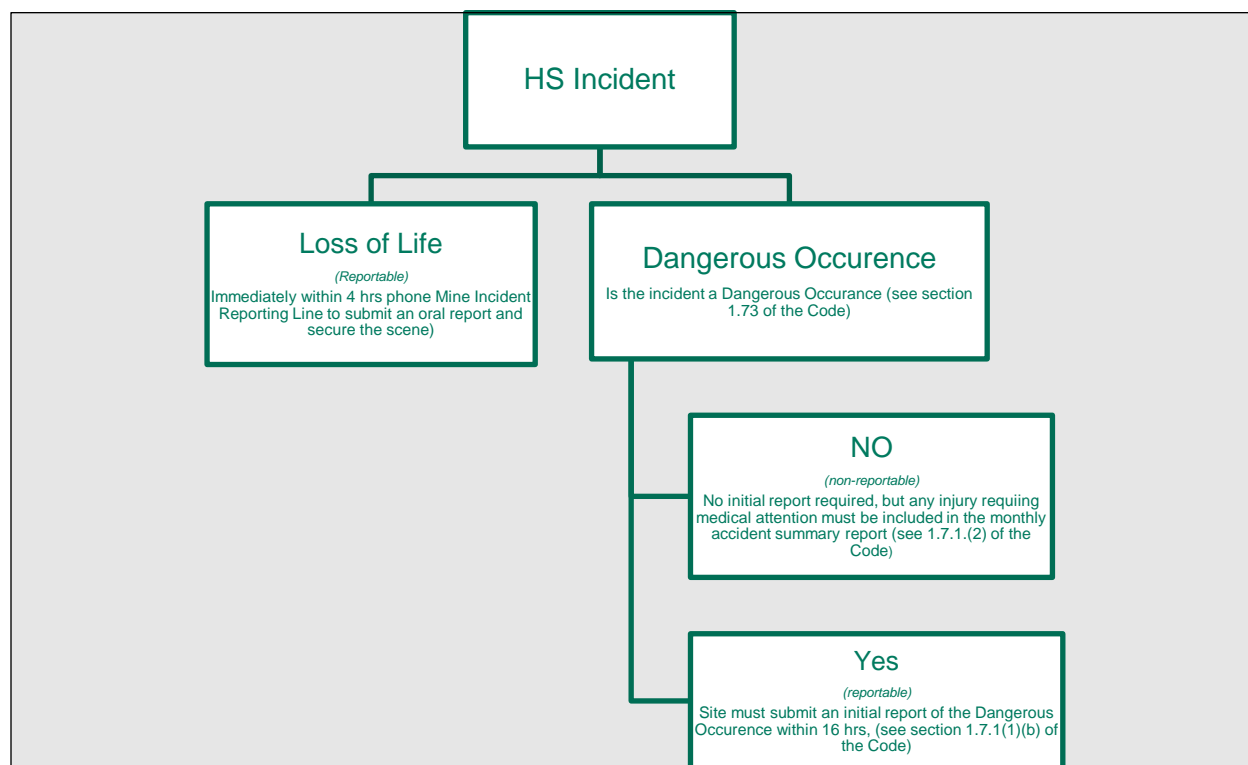 HS Incident
Loss of Life
(Reportable)
Immediately within 4 hrs phone Mine Incident
Reporting Line to submit an oral report and
secure the scene)
Dangerous Occurence
Is the incident a Dangerous Occurance (see section
1.73 of the Code)
NO
(non-reportable)
No initial report required, but any injury requiing
medical attention must be included in the monthly
accident summary report (see 1.7.1.(2) of the
Code)
Yes
(reportable)
Site must submit an initial report of the Dangerous
Occurence within 16 hrs, (see section 1.7.1(1)(b) of
the Code)